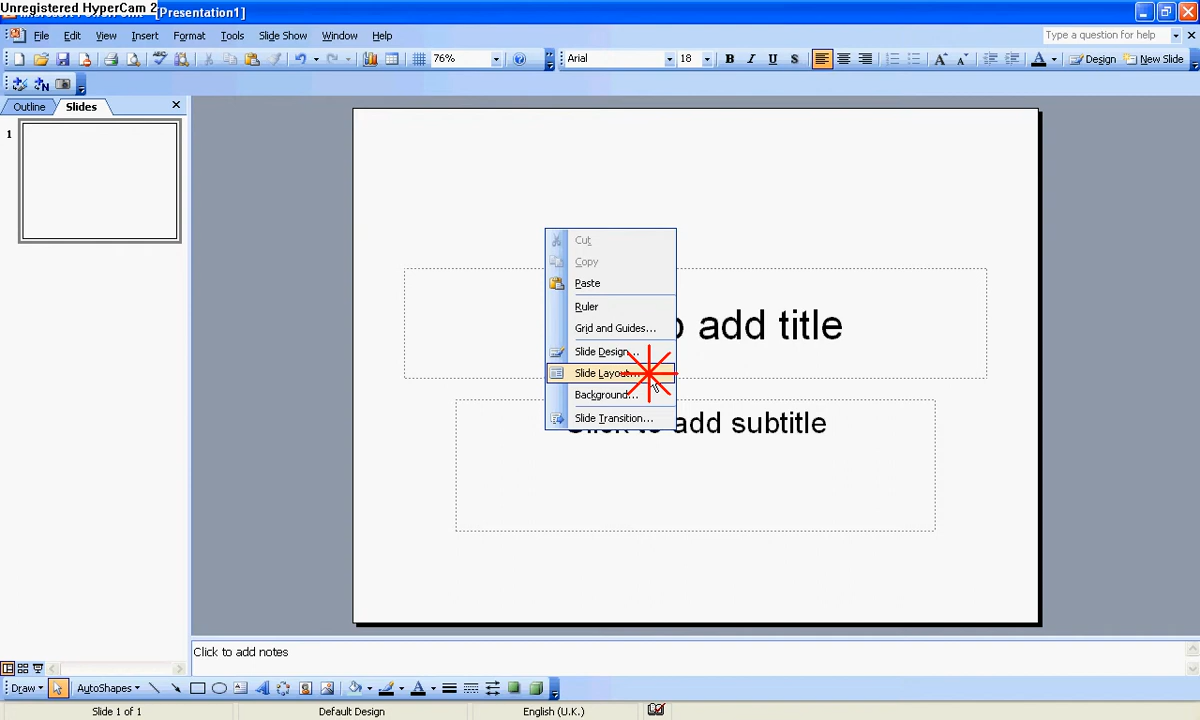 Unregistered HyperCam 2
[Presentation1]
File Edit View Insert Format Tools Slide Show Window Help
Type a question for help
76%
Arial
18
B I U S
A A
A
Design
New Slide
Outline
Slides
1
Cut
Copy
Paste
Ruler
Grid and Guides...
Slide Design...
Slide Layout...
Background...
Slide Transition...
add title
Click to add subtitle
Click to add notes
Draw
AutoShapes
A
Slide 1 of 1
Default Design
English (U.K.)